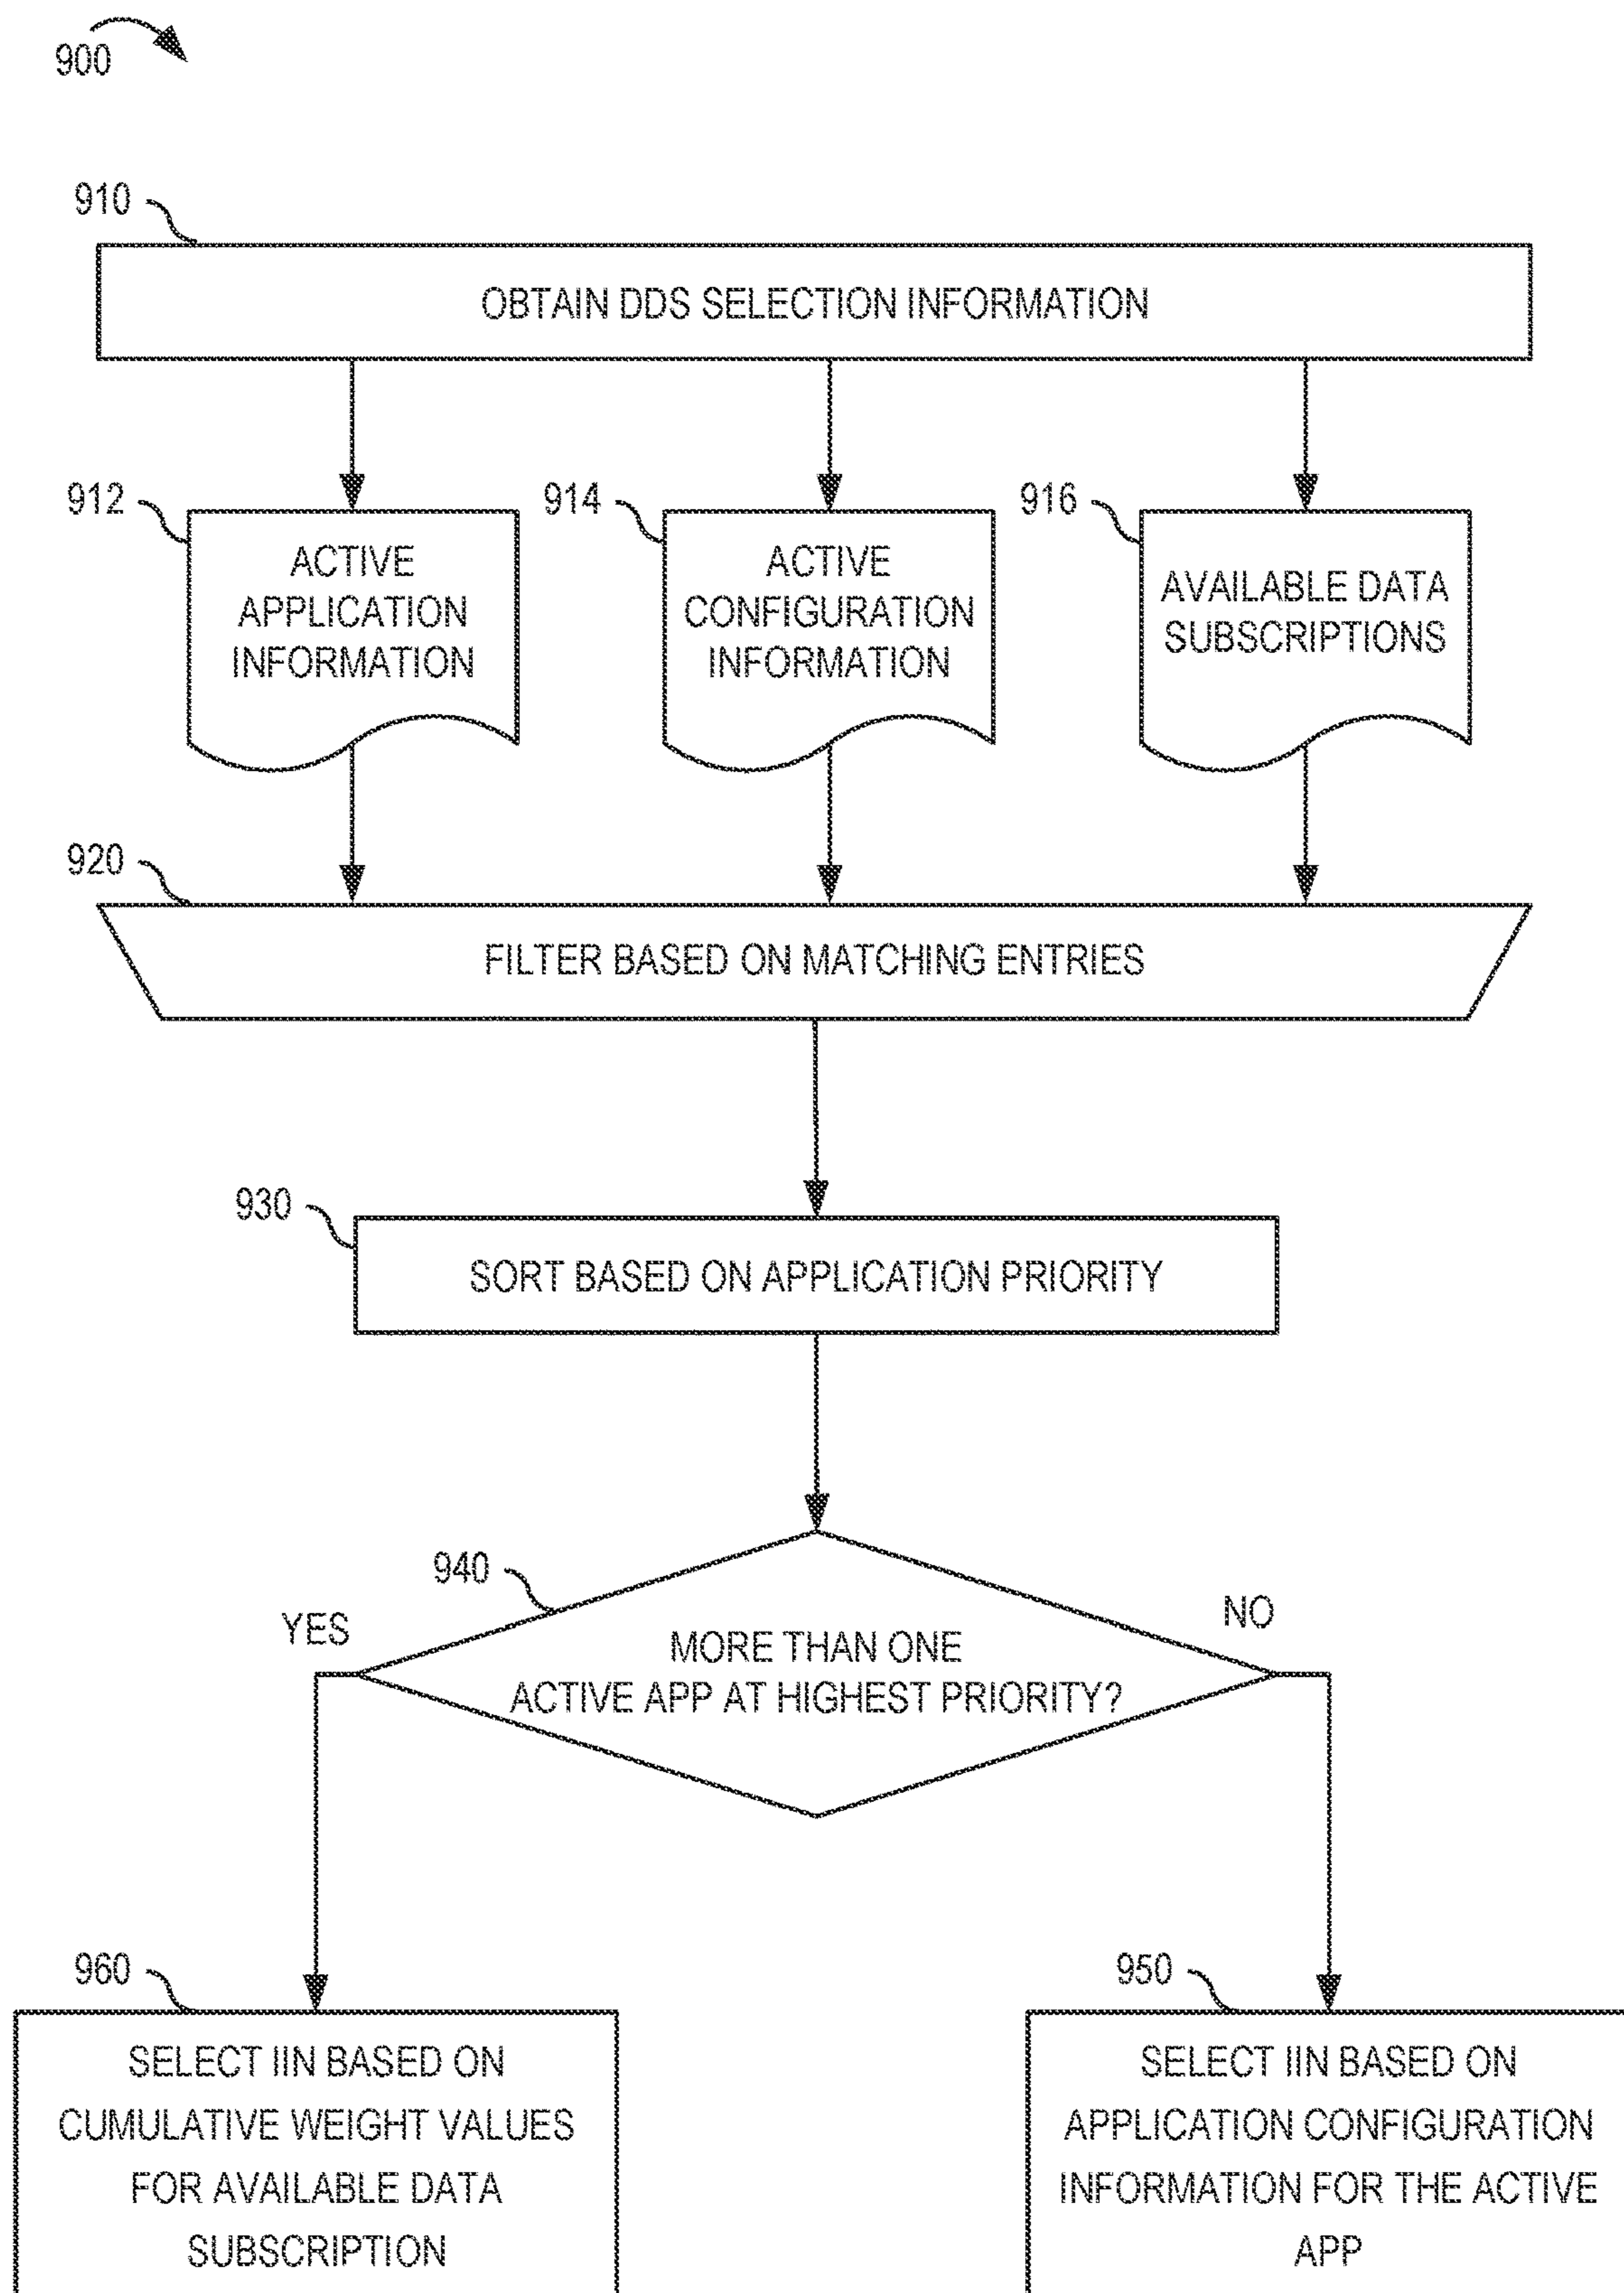 900
910
OBTAIN DDS SELECTION INFORMATION
912
ACTIVE
APPLICATION
INFORMATION
914
ACTIVE
CONFIGURATION
INFORMATION
916
AVAILABLE DATA
SUBSCRIPTIONS
920
FILTER BASED ON MATCHING ENTRIES
930
SORT BASED ON APPLICATION PRIORITY
940
YES
MORE THAN ONE
ACTIVE APP AT HIGHEST PRIORITY?
NO
960
SELECT IIN BASED ON
CUMULATIVE WEIGHT VALUES
FOR AVAILABLE DATA
SUBSCRIPTION
950
SELECT IIN BASED ON
APPLICATION CONFIGURATION
INFORMATION FOR THE ACTIVE
APP